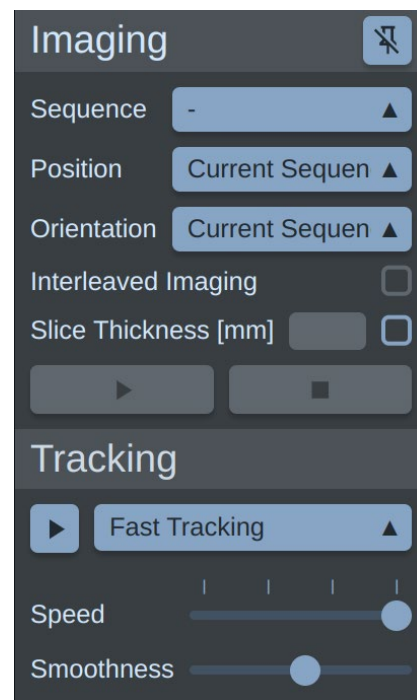 Imaging
Sequence -
Position Current Sequen
Orientation Current Sequen
Interleaved Imaging
Slice Thickness [mm]
Tracking
Fast Tracking
Speed
Smoothness